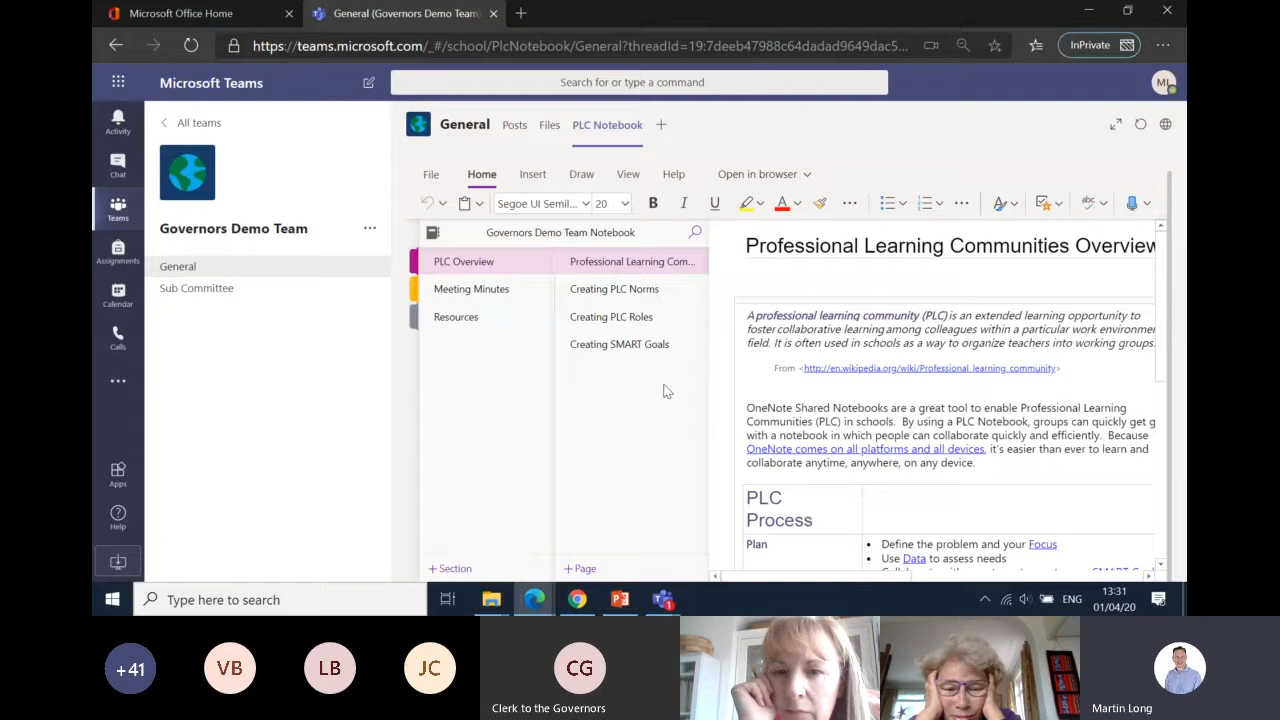 Microsoft Office Home
General (Governors Demo Team)
https://teams.microsoft.com/_#/school/PlcNotebook/General?threadId=19:7deeb47988c64dadad9649dac5...
InPrivate
Microsoft Teams
Search for or type a command
ML
Activity
Chat
Teams
Assignments
Calendar
Calls
Apps
Help
All teams
Governors Demo Team
General
Sub Committee
General Posts Files PLC Notebook
File Home Insert Draw View Help Open in browser
Segoe UI Semil... 20 B I U A abc
Governors Demo Team Notebook
PLC Overview
Meeting Minutes
Resources
Professional Learning Com...
Creating PLC Norms
Creating PLC Roles
Creating SMART Goals
+ Section
+ Page
Professional Learning Communities Overview
A professional learning community (PLC) is an extended learning opportunity to
foster collaborative learning among colleagues within a particular work environmen
field. It is often used in schools as a way to organize teachers into working groups.
From <http://en.wikipedia.org/wiki/Professional_learning_community>
OneNote Shared Notebooks are a great tool to enable Professional Learning
Communities (PLC) in schools. By using a PLC Notebook, groups can quickly get g
with a notebook in which people can collaborate quickly and efficiently. Because
OneNote comes on all platforms and all devices, it's easier than ever to learn and
collaborate anytime, anywhere, on any device.
PLC
Process
Plan
• Define the problem and your Focus
• Use Data to assess needs
Type here to search
1
ENG
13:31
01/04/20
+41
VB
LB
JC
CG
Clerk to the Governors
Martin Long